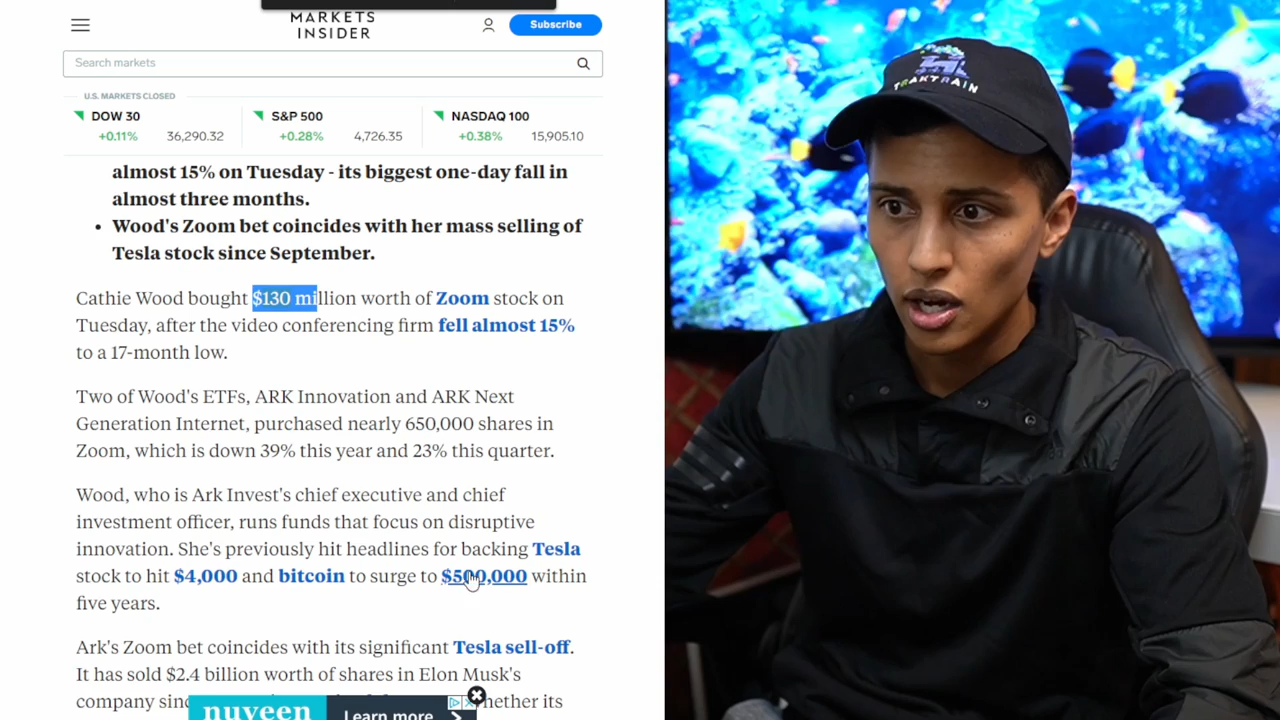 MARKETS
INSIDER
Subscribe
Search markets
U.S. MARKETS CLOSED
DOW 30
+0.11% 36,290.32
S&P 500
+0.28% 4,726.35
NASDAQ 100
+0.38% 15,905.10
almost 15% on Tuesday - its biggest one-day fall in
almost three months.
• Wood's Zoom bet coincides with her mass selling of
Tesla stock since September.
Cathie Wood bought $130 million worth of Zoom stock on
Tuesday, after the video conferencing firm fell almost 15%
to a 17-month low.
Two of Wood's ETFs, ARK Innovation and ARK Next
Generation Internet, purchased nearly 650,000 shares in
Zoom, which is down 39% this year and 23% this quarter.
Wood, who is Ark Invest's chief executive and chief
investment officer, runs funds that focus on disruptive
innovation. She's previously hit headlines for backing Tesla
stock to hit $4,000 and bitcoin to surge to $500,000 within
five years.
Ark's Zoom bet coincides with its significant Tesla sell-off.
It has sold $2.4 billion worth of shares in Elon Musk's
company its
nuveen
Learn more
TRAKTRAIN